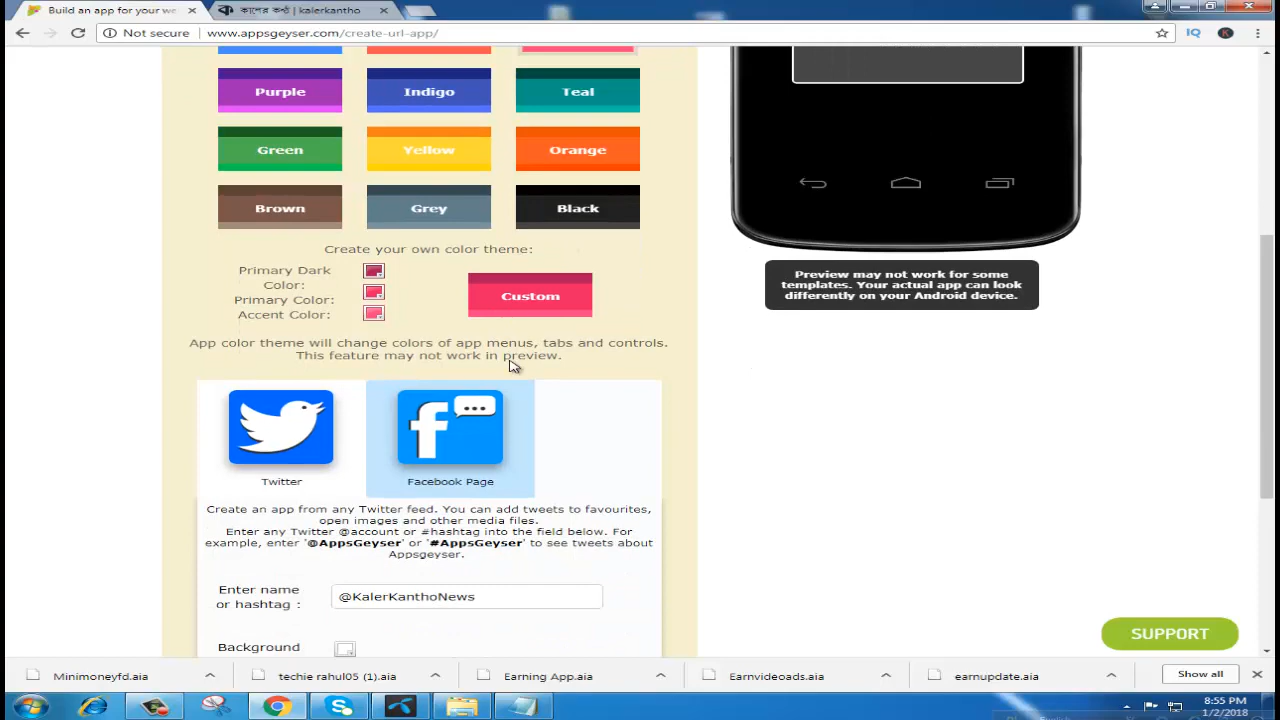 Build an app for your we
কালের কণ্ঠ | kalerkantho
Not secure
www.appsgeyser.com/create-url-app/
IQ
K
Purple
Indigo
Teal
Green
Yellow
Orange
Brown
Grey
Black
Create your own color theme:
Primary Dark
Color:
Primary Color:
Accent Color:
Custom
App color theme will change colors of app menus, tabs and controls.
This feature may not work in preview.
Preview may not work for some
templates. Your actual app can look
differently on your Android device.
Twitter
Facebook Page
Create an app from any Twitter feed. You can add tweets to favourites,
open images and other media files.
Enter any Twitter @account or #hashtag into the field below. For
example, enter '@AppsGeyser' or '#AppsGeyser' to see tweets about
Appsgeyser.
Enter name
or hashtag :
@KalerKanthoNews
Background
SUPPORT
Minimoneyfd.aia
techie rahul05 (1).aia
Earning App.aia
Earnvideoads.aia
earnupdate.aia
Show all
8:55 PM
1/2/2018